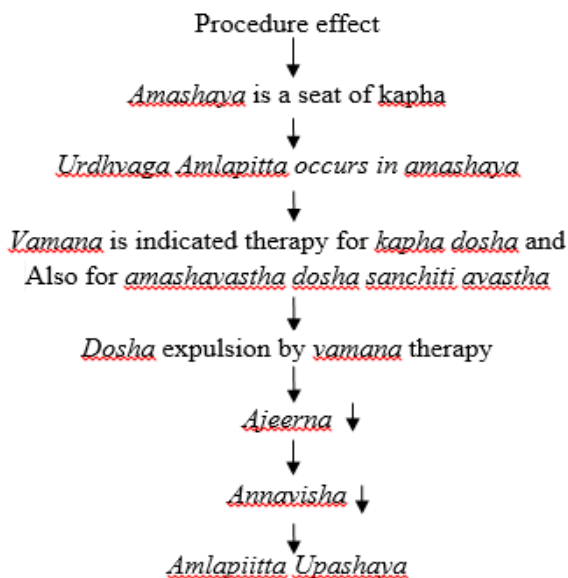 Procedure effect
Amashaya is a seat of kapha
Urdhvaga Amlapitta occurs in amashaya
Vamana is indicated therapy for kapha dosha and
Also for amashayastha dosha sanchiti avastha
Dosha expulsion by vamana therapy
Ajeerna ↓
Annavisha ↓
Amlapiitta Upashaya